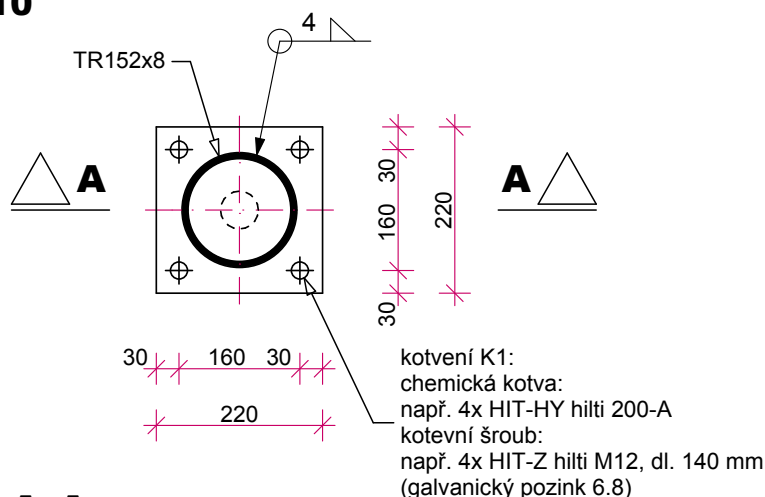 10
4
TR152x8
A
A
30
160
30
220
30
160
30
220
kotvení K1:
chemická kotva:
např. 4x HIT-HY hilti 200-A
kotevní šroub:
např. 4x HIT-Z hilti M12, dl. 140 mm
(galvanický pozink 6.8)